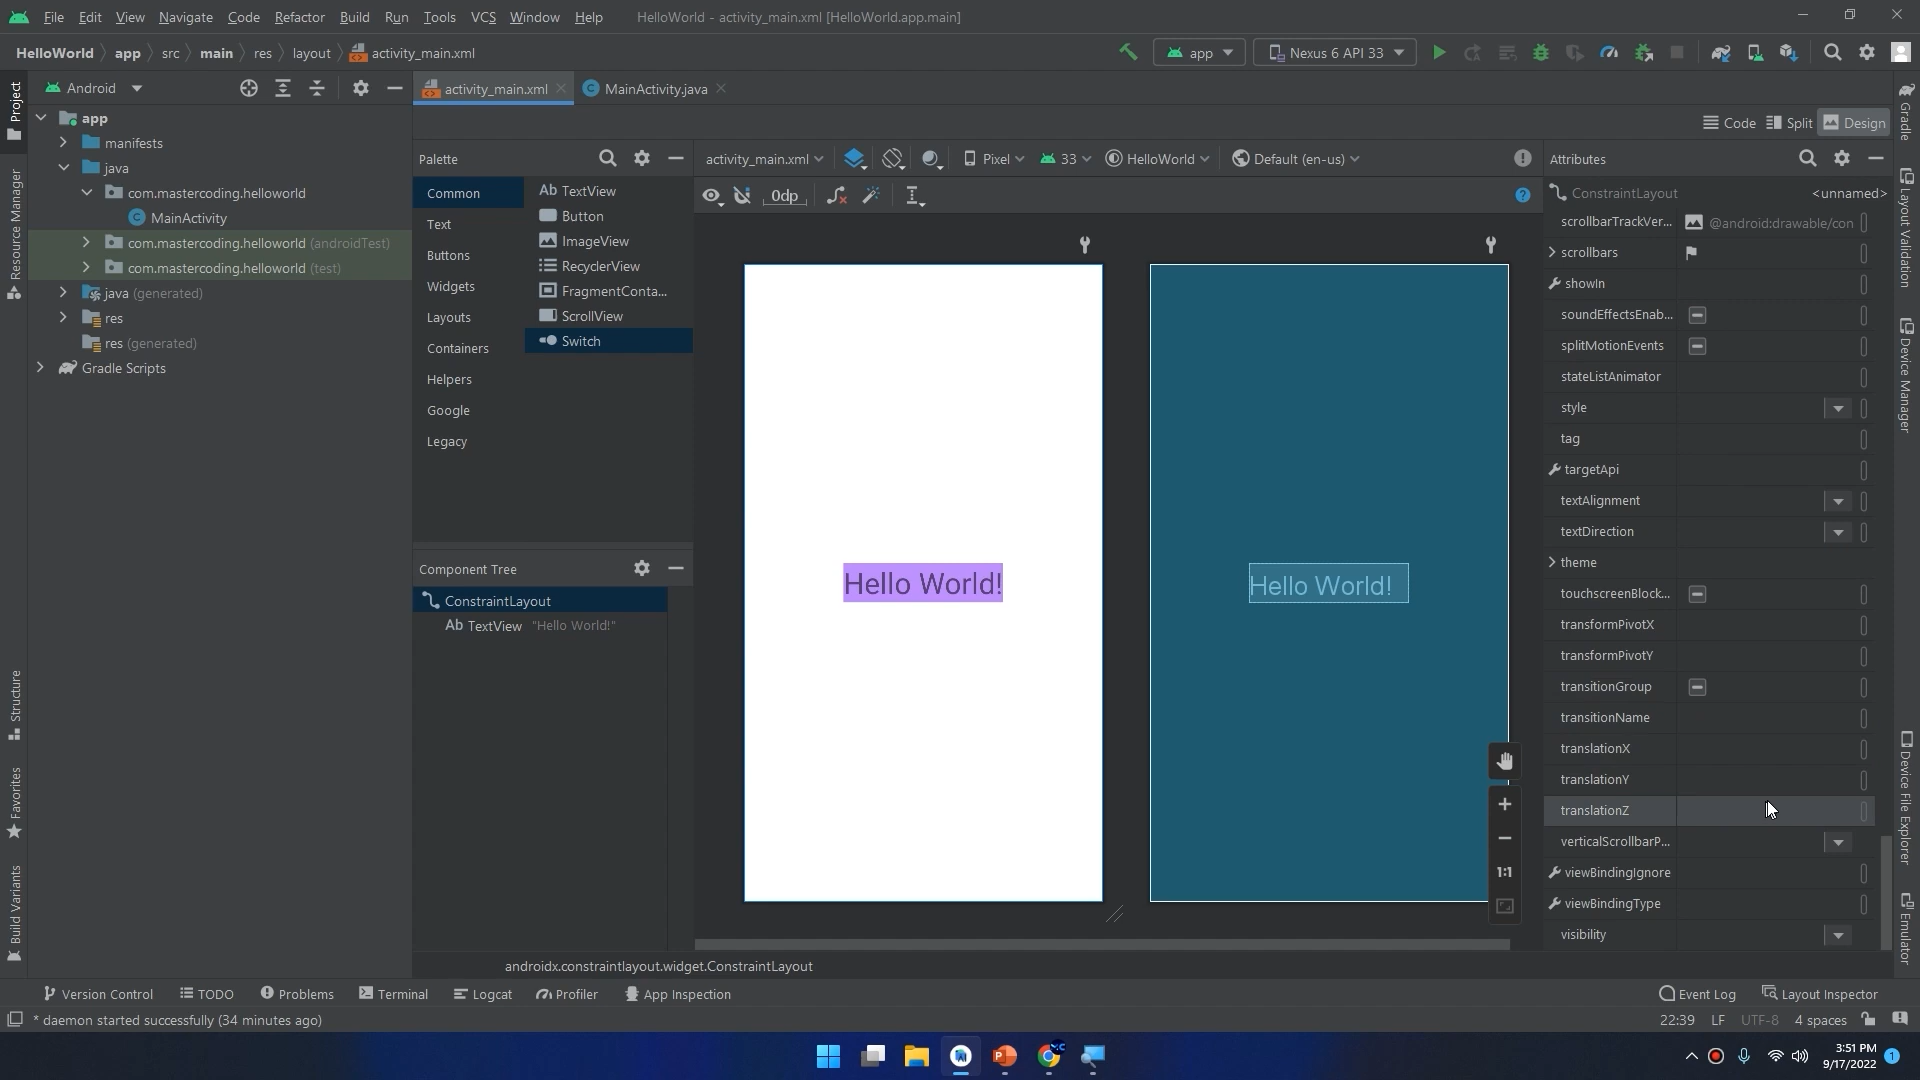 File Edit View Navigate Code Refactor Build Run Tools VCS Window Help HelloWorld - activity_main.xml [HelloWorld.app.main]
HelloWorld app src main res layout activity_main.xml app Nexus 6 API 33
Project
Resource Manager
Structure
Favorites
Build Variants
Android
app
manifests
java
com.mastercoding.helloworld
MainActivity
com.mastercoding.helloworld (androidTest)
com.mastercoding.helloworld (test)
java (generated)
res
res (generated)
Gradle Scripts
activity_main.xml MainActivity.java
Code Split Design
Palette
Common
Text
Buttons
Widgets
Layouts
Containers
Helpers
Google
Legacy
Ab TextView
Button
ImageView
RecyclerView
FragmentConta...
ScrollView
Switch
Component Tree
ConstraintLayout
Ab TextView "Hello World!"
activity_main.xml Pixel 33 HelloWorld Default (en-us)
0dp
Hello World!
Hello World!
1:1
androidx.constraintlayout.widget.ConstraintLayout
Attributes
ConstraintLayout <unnamed>
scrollbarTrackVer... @android:drawable/con
scrollbars
showIn
soundEffectsEnab...
splitMotionEvents
stateListAnimator
style
tag
targetApi
textAlignment
textDirection
theme
touchscreenBlock...
transformPivotX
transformPivotY
transitionGroup
transitionName
translationX
translationY
translationZ
verticalScrollbarP...
viewBindingIgnore
viewBindingType
visibility
Gradle
Layout Validation
Device Manager
Device File Explorer
Emulator
Version Control TODO Problems Terminal Logcat Profiler App Inspection Event Log Layout Inspector
* daemon started successfully (34 minutes ago) 22:39 LF UTF-8 4 spaces
3:51 PM
9/17/2022
1